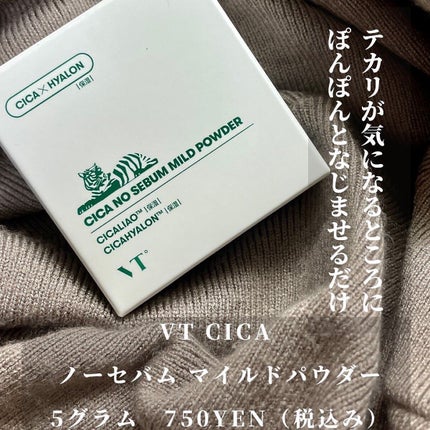 CICA×HYALON
[保湿]
CICA NO SEBUM MILD POWDER
CICALIAO™ [保湿]
CICAHYALON™ [保湿]
VT°
テカリが気になるところに
ぽんぽんとなじませるだけ
VT CICA
ノーセバム マイルドパウダー
5グラム 750YEN（税込み）